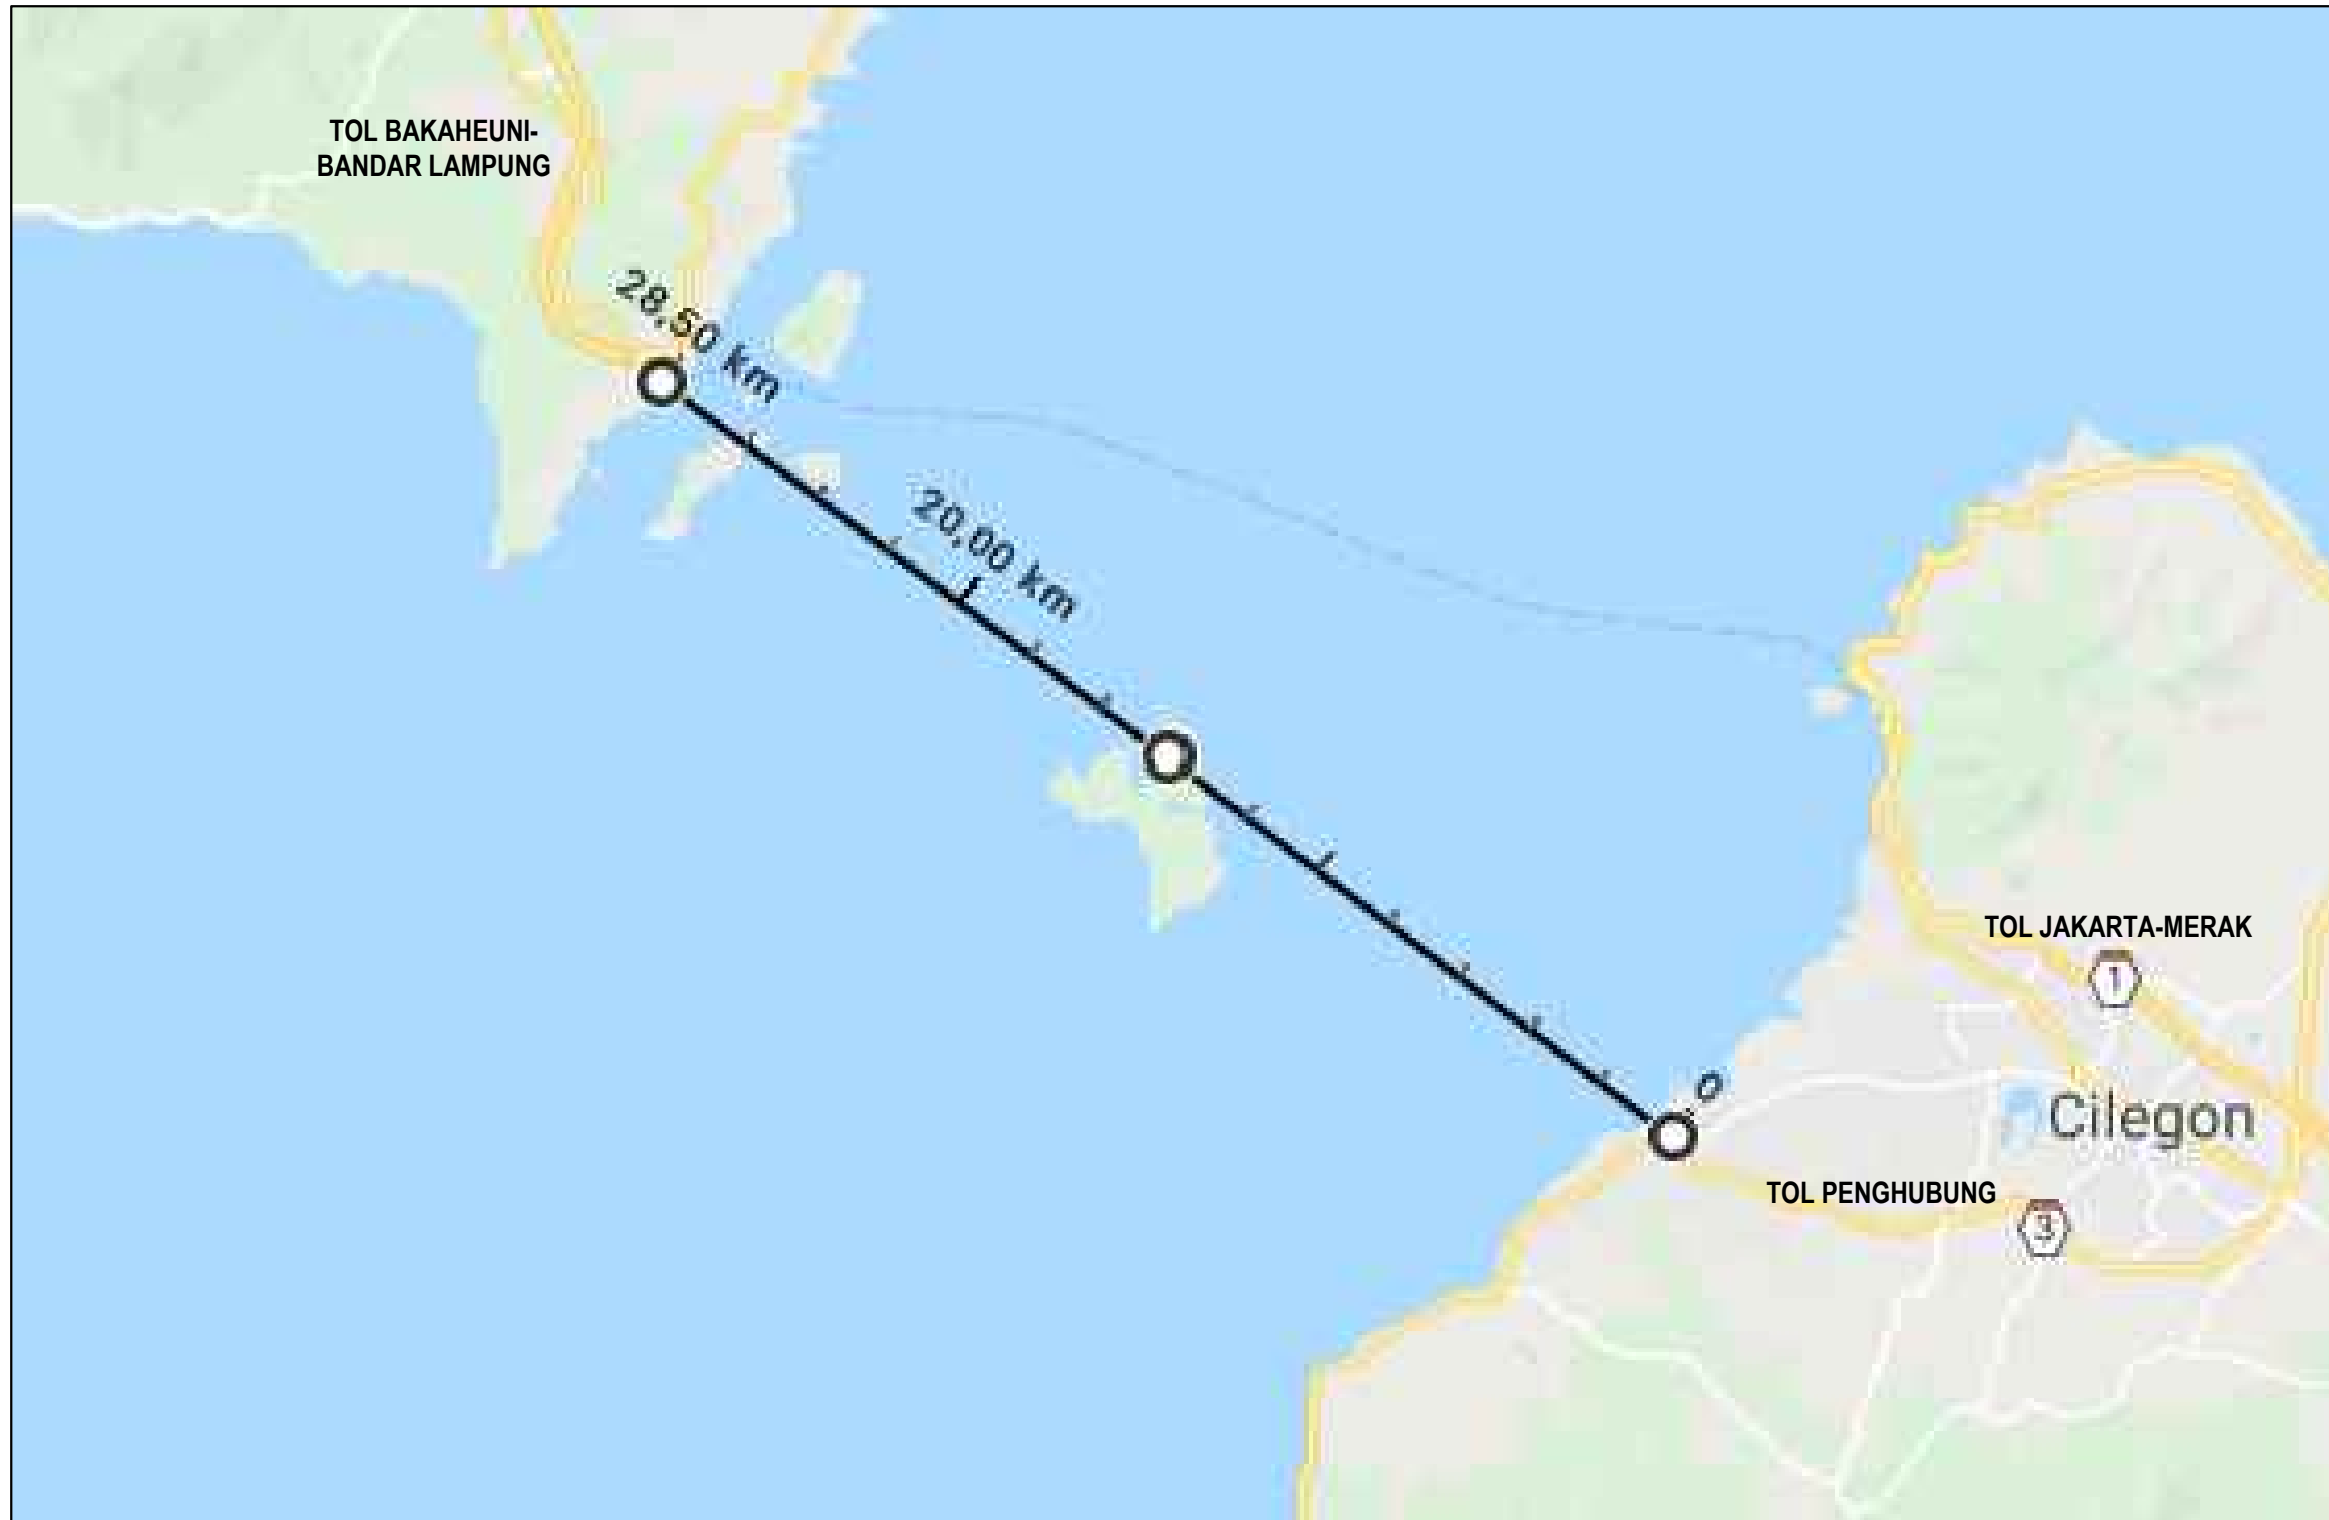 TOL BAKAHEUNI-
BANDAR LAMPUNG
28,50 km
20,00 km
TOL JAKARTA-MERAK
1
0
Cilegon
TOL PENGHUBUNG
3